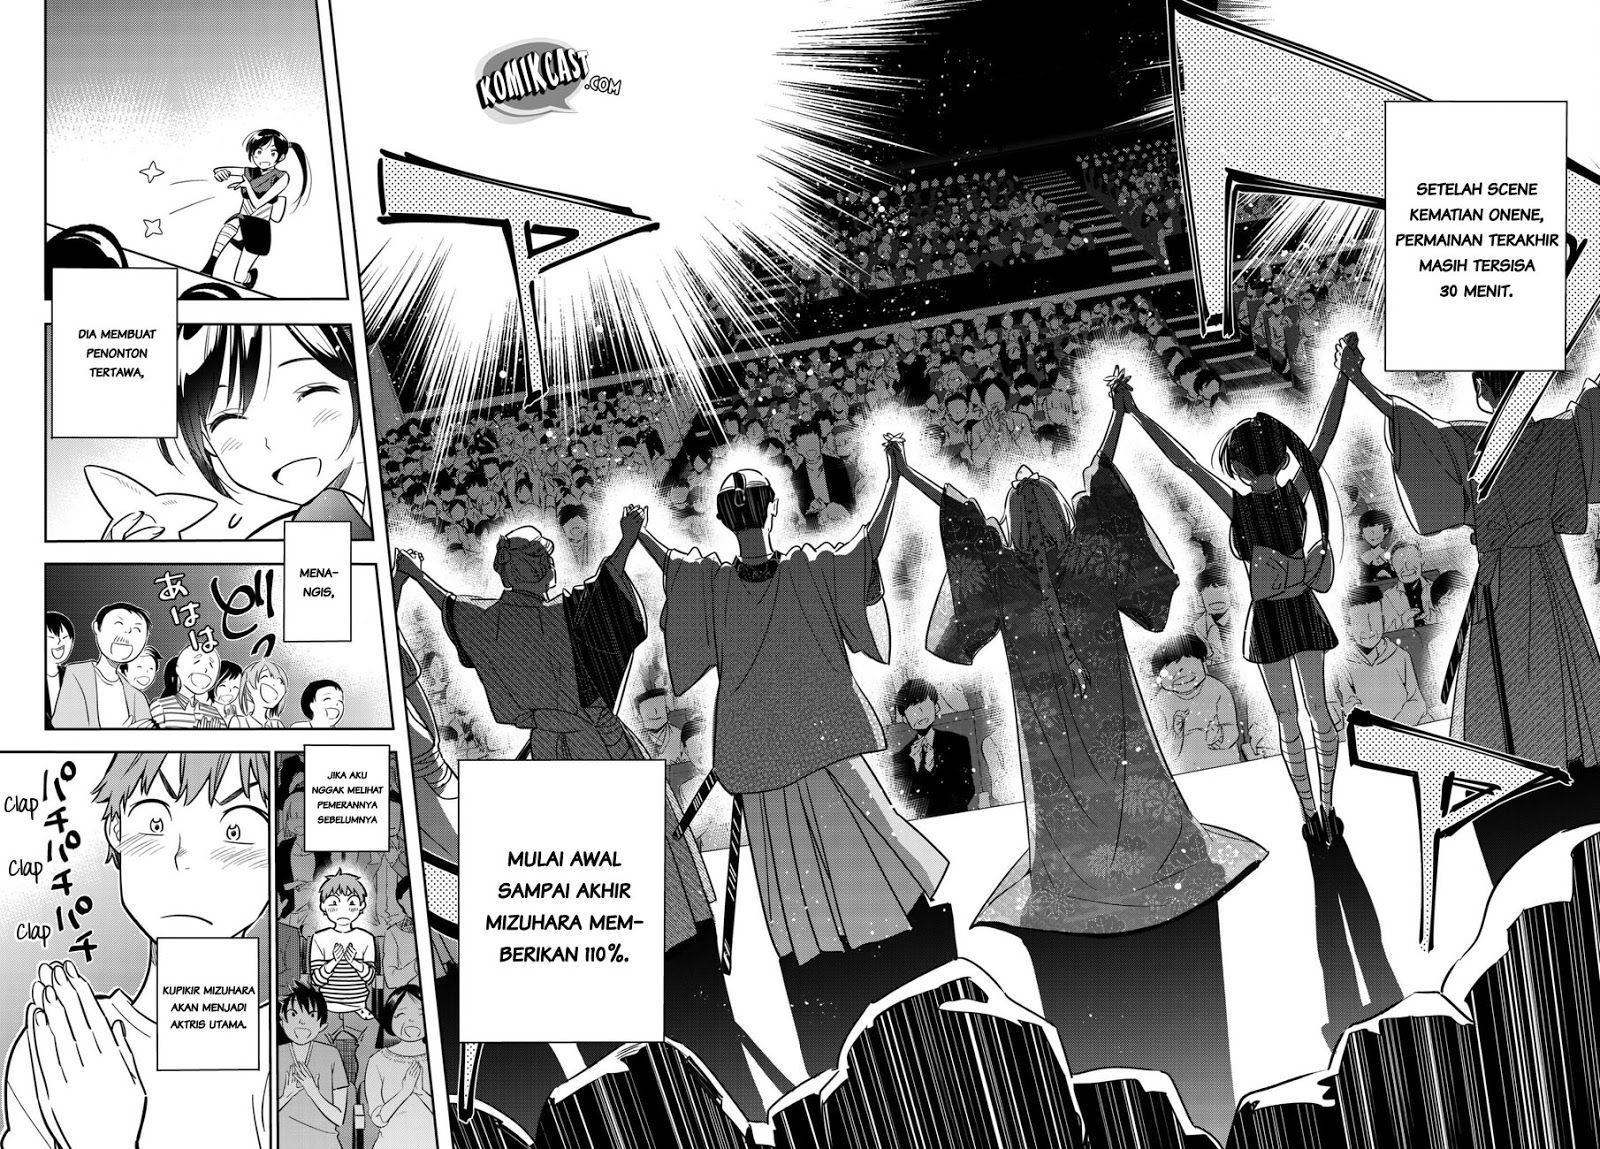 KOMIKCAST
.COM
SETELAH SCENE
KEMATIAN ONENE,
PERMAINAN TERAKHIR
MASIH TERSISA
30 MENIT.
MULAI AWAL
SAMPAI AKHIR
MIZUHARA MEM-
BERIKAN 110%.
DIA MEMBUAT
PENONTON
TERTAWA,
MENA-
NGIS,
あはは
どっ
JIKA AKU
NGGAK MELIHAT
PEMERANNYA
SEBELUMNYA
KUPIKIR MIZUHARA
AKAN MENJADI
AKTRIS UTAMA.
パチパチパチ
Clap
Clap
Clap